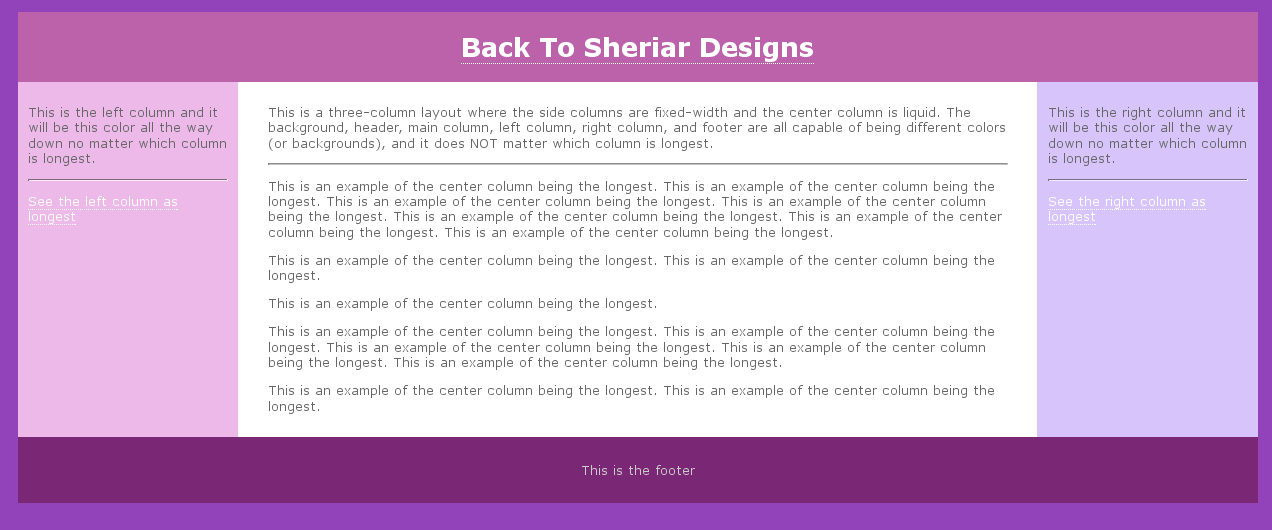 Back To Sheriar Designs
This is the left column and it
will be this color all the way
down no matter which column
is longest.
See the left column as
longest
This is a three-column layout where the side columns are fixed-width and the center column is liquid. The
background, header, main column, left column, right column, and footer are all capable of being different colors
(or backgrounds), and it does NOT matter which column is longest.
This is an example of the center column being the longest. This is an example of the center column being the
longest. This is an example of the center column being the longest. This is an example of the center column
being the longest. This is an example of the center column being the longest. This is an example of the center
column being the longest. This is an example of the center column being the longest.
This is an example of the center column being the longest. This is an example of the center column being the
longest.
This is an example of the center column being the longest.
This is an example of the center column being the longest. This is an example of the center column being the
longest. This is an example of the center column being the longest. This is an example of the center column
being the longest. This is an example of the center column being the longest.
This is an example of the center column being the longest. This is an example of the center column being the
longest.
This is the right column and it
will be this color all the way
down no matter which column
is longest.
See the right column as
longest
This is the footer